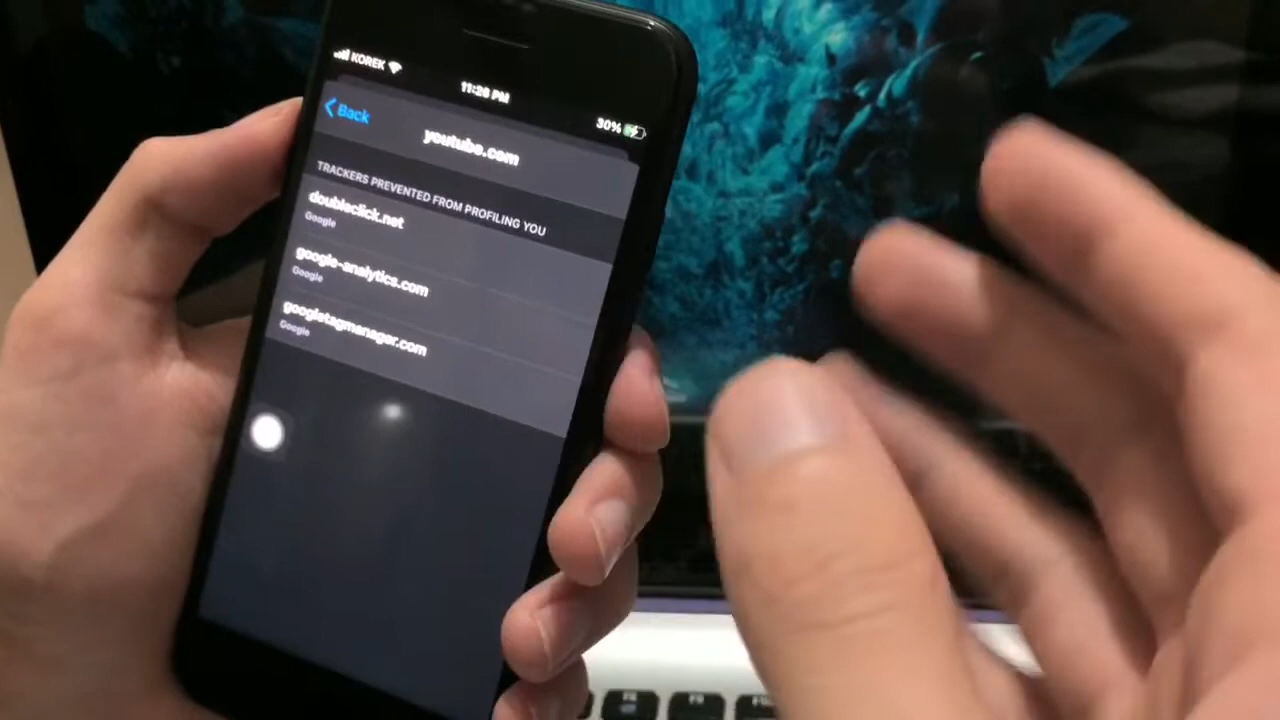 KOREK
11:26 PM
30%
Back
youtube.com
TRACKERS PREVENTED FROM PROFILING YOU
doubleclick.net
Google
google-analytics.com
Google
googletagmanager.com
Google